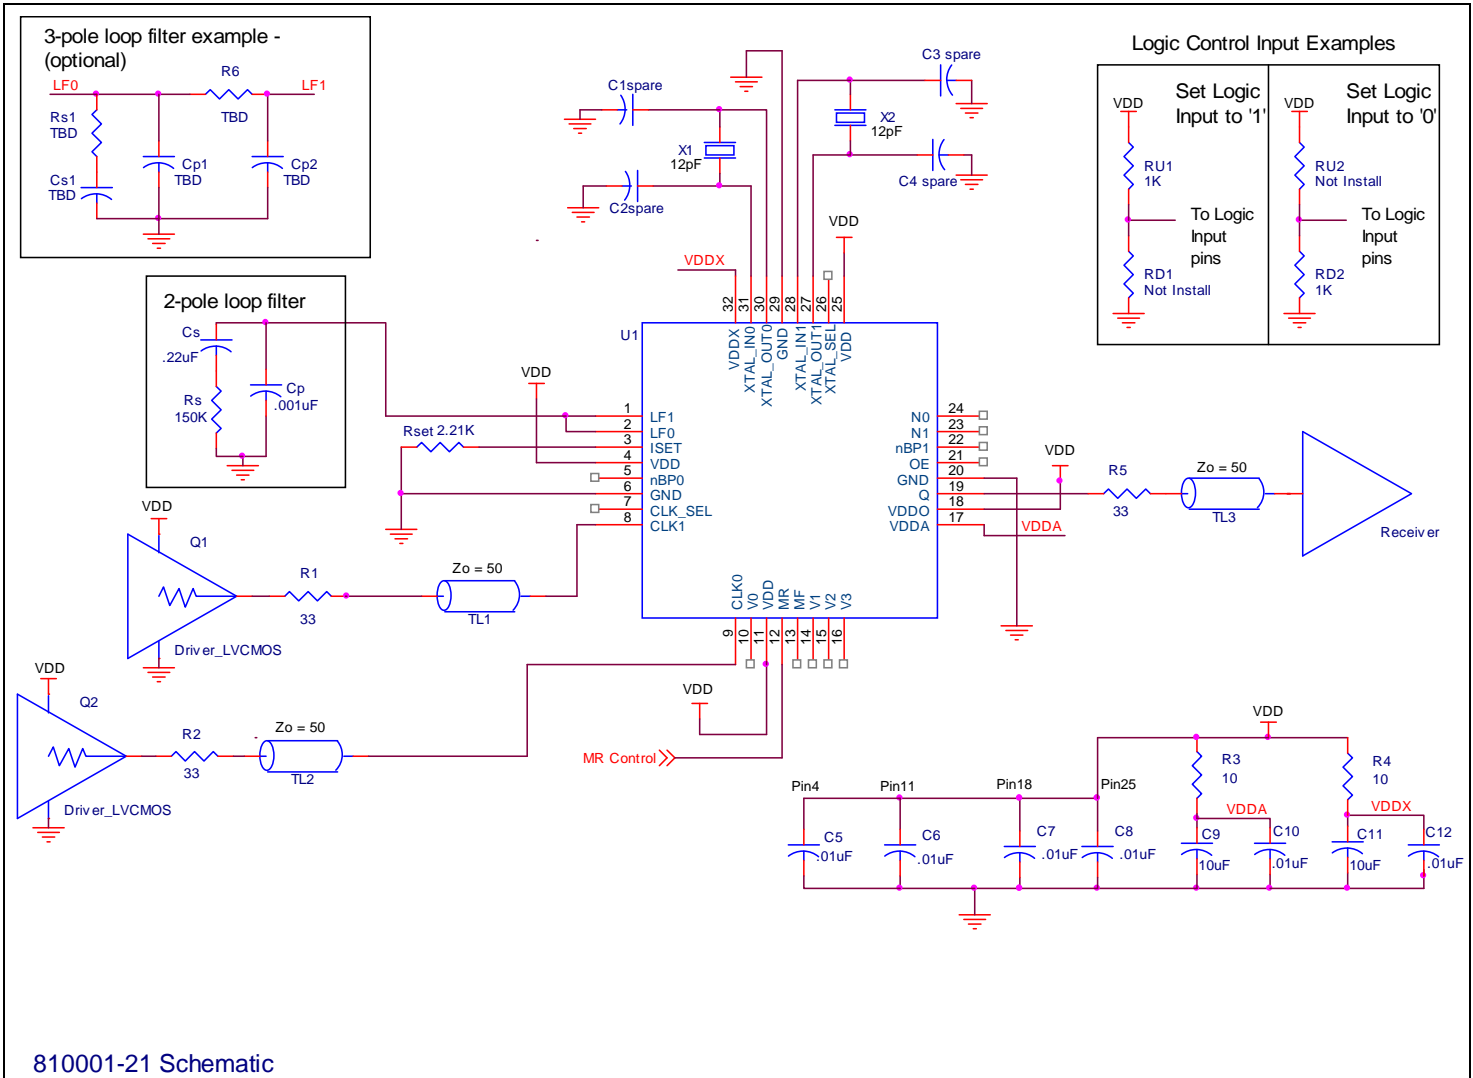 3-pole loop filter example -
(optional)
LF0
R6
LF1
TBD
Rs1
TBD
Cp1
TBD
Cp2
TBD
Cs1
TBD
2-pole loop filter
Cs
.22uF
Rs
150K
Cp
.001uF
C1spare
X1
12pF
C2spare
C3 spare
X2
12pF
C4 spare
VDD
VDDX
Logic Control Input Examples
VDD
Set Logic
Input to '1'
RU1
1K
To Logic
Input
pins
RD1
Not Install
VDD
Set Logic
Input to '0'
RU2
Not Install
To Logic
Input
pins
RD2
1K
U1
32
31
30
29
28
27
26
25
VDDX
XTAL_IN0
XTAL_OUT0
GND
XTAL_IN1
XTAL_OUT1
XTAL_SEL
VDD
VDD
Rset 2.21K
1
2
3
4
5
6
7
8
LF1
LF0
ISET
VDD
nBP0
GND
CLK_SEL
CLK1
N0
N1
nBP1
OE
GND
Q
VDDO
VDDA
24
23
22
21
20
19
18
17
VDD
VDDA
R5
33
Zo = 50
TL3
Receiver
CLK0
V0
VDD
MR
MF
V1
V2
V3
9
10
11
12
13
14
15
16
VDD
Q1
R1
33
Zo = 50
TL1
Driver_LVCMOS
VDD
Q2
R2
33
Zo = 50
TL2
Driver_LVCMOS
VDD
MR Control
VDD
R3
10
R4
10
Pin4
Pin11
Pin18
Pin25
VDDA
VDDX
C5
.01uF
C6
.01uF
C7
.01uF
C8
.01uF
C9
10uF
C10
.01uF
C11
10uF
C12
.01uF
810001-21 Schematic